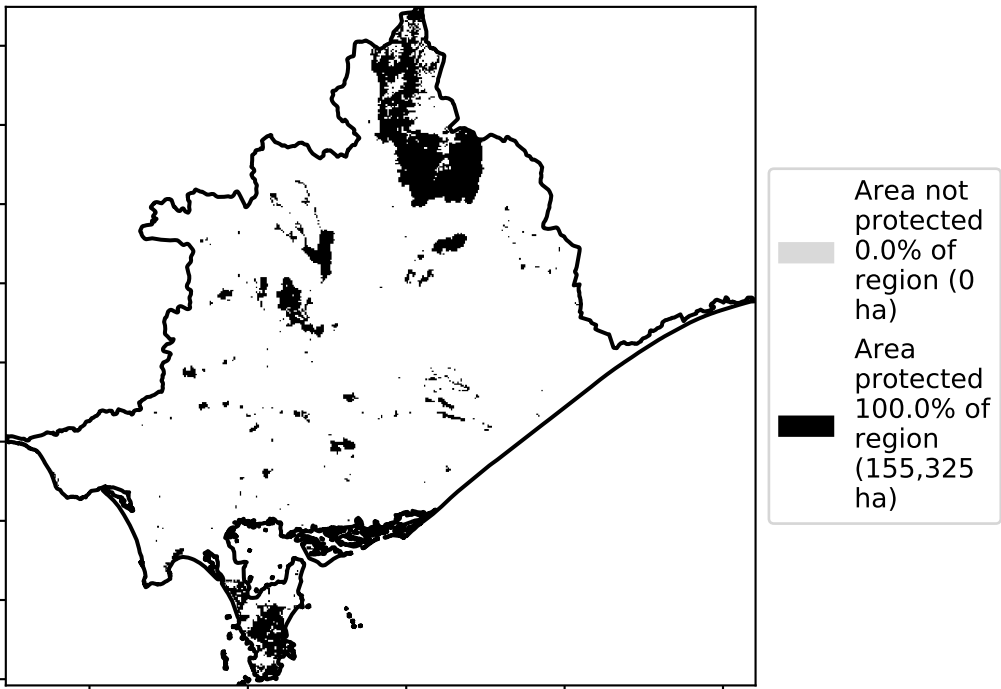 Area not
protected
0.0% of
region (0
ha)
Area
protected
100.0% of
region
(155,325
ha)